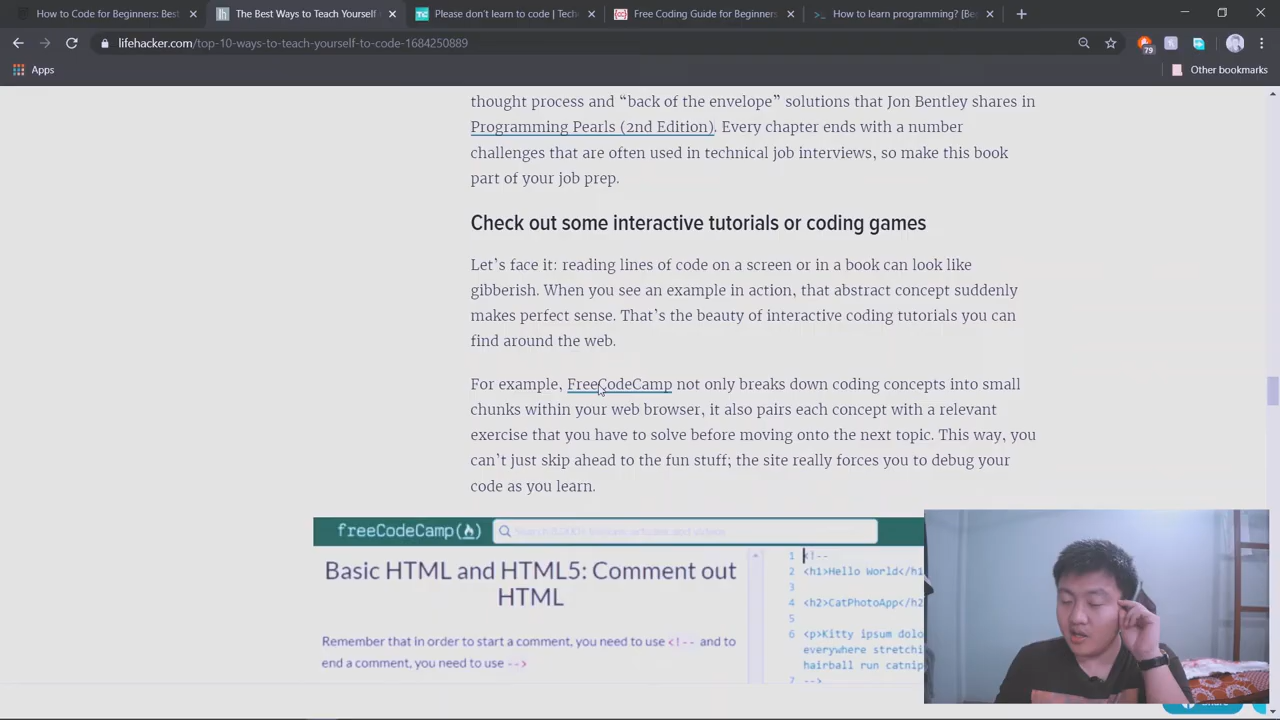 How to Code for Beginners: Best
The Best Ways to Teach Yourself
Please don't learn to code | Tech
Free Coding Guide for Beginners
How to learn programming? [Be
lifehacker.com/top-10-ways-to-teach-yourself-to-code-1684250889
79
Apps
Other bookmarks
thought process and “back of the envelope” solutions that Jon Bentley shares in
Programming Pearls (2nd Edition). Every chapter ends with a number
challenges that are often used in technical job interviews, so make this book
part of your job prep.
Check out some interactive tutorials or coding games
Let’s face it: reading lines of code on a screen or in a book can look like
gibberish. When you see an example in action, that abstract concept suddenly
makes perfect sense. That’s the beauty of interactive coding tutorials you can
find around the web.
For example, FreeCodeCamp not only breaks down coding concepts into small
chunks within your web browser, it also pairs each concept with a relevant
exercise that you have to solve before moving onto the next topic. This way, you
can’t just skip ahead to the fun stuff; the site really forces you to debug your
code as you learn.
freeCodeCamp
Basic HTML and HTML5: Comment out
HTML
Remember that in order to start a comment, you need to use <!-- and to
end a comment, you need to use -->
1 <!--
2 <h1>Hello World</h1
3
4 <h2>CatPhotoApp</h2
5
6 <p>Kitty ipsum dolo
everywhere stretchi
hairball run catnip
7 -->